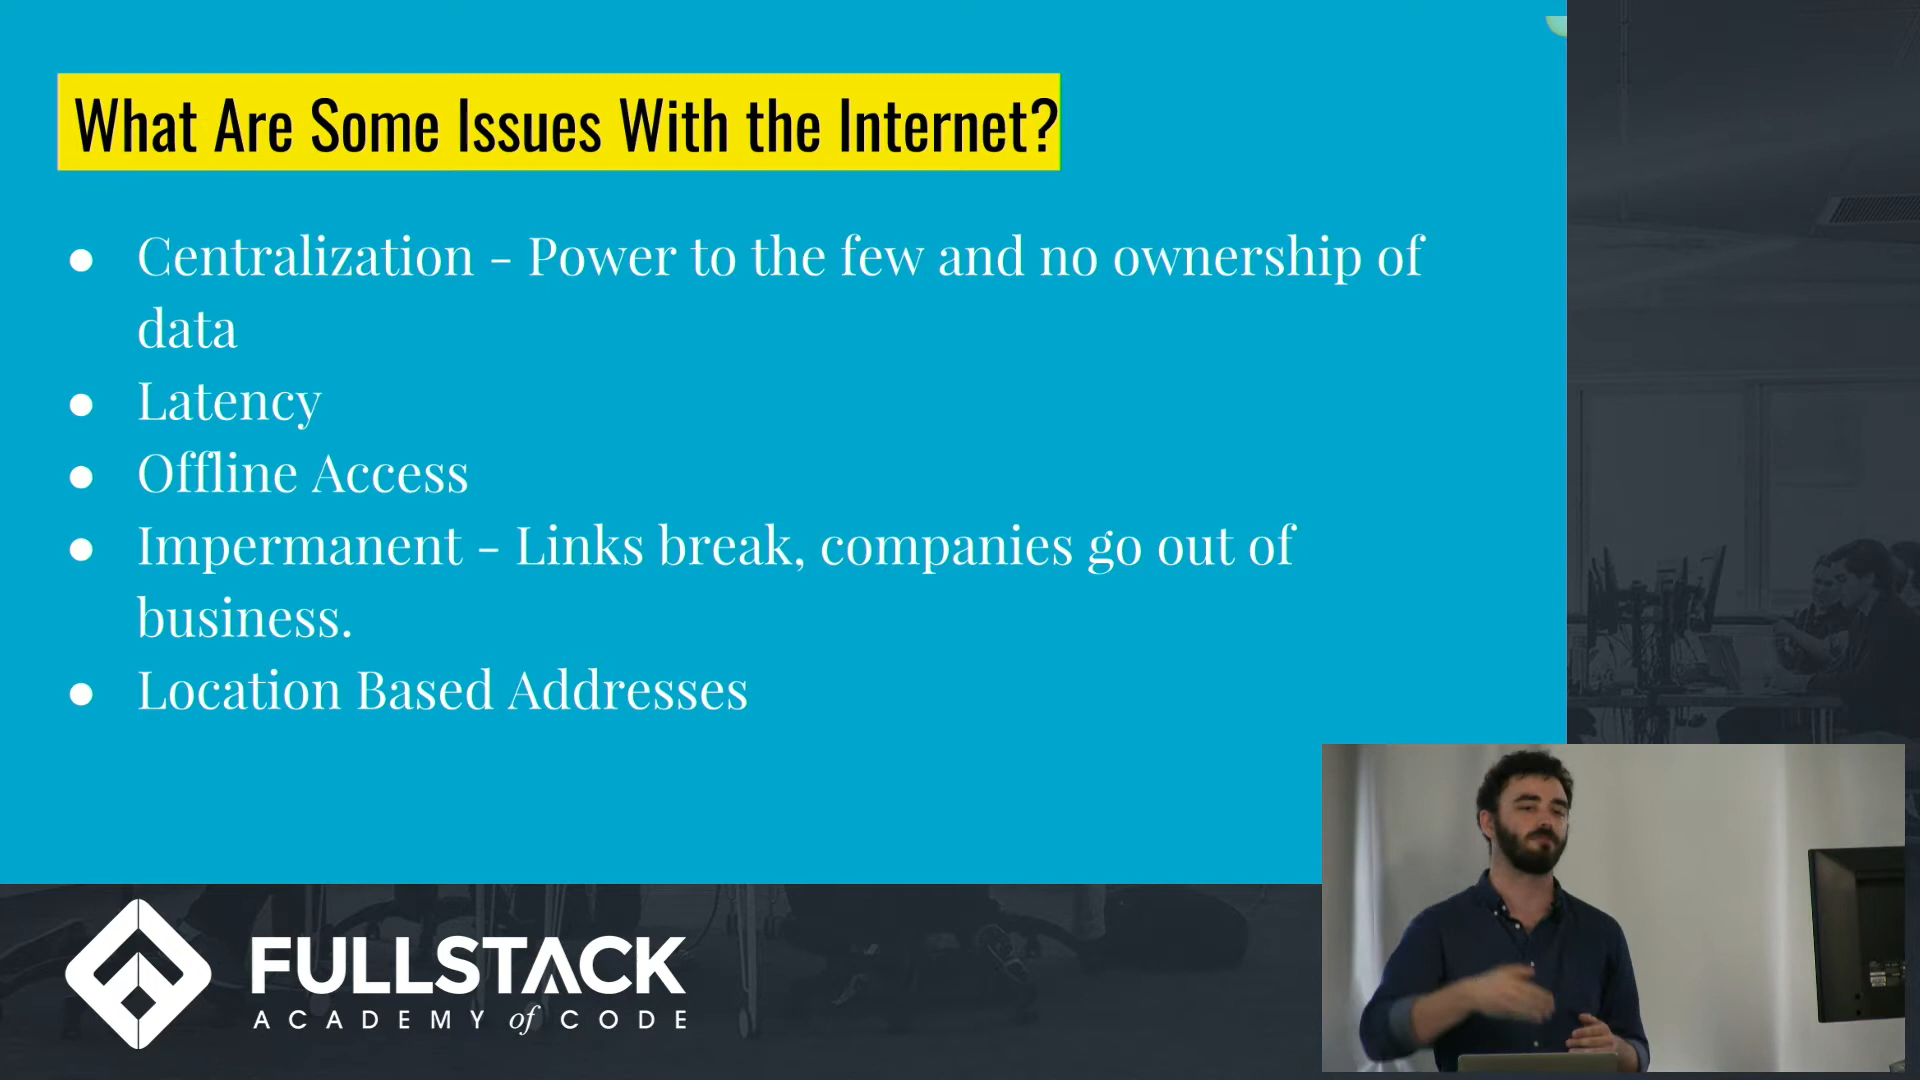 What Are Some Issues With the Internet?
● Centralization - Power to the few and no ownership of
data
● Latency
● Offline Access
● Impermanent - Links break, companies go out of
business.
● Location Based Addresses
FULLSTACK
ACADEMY of CODE